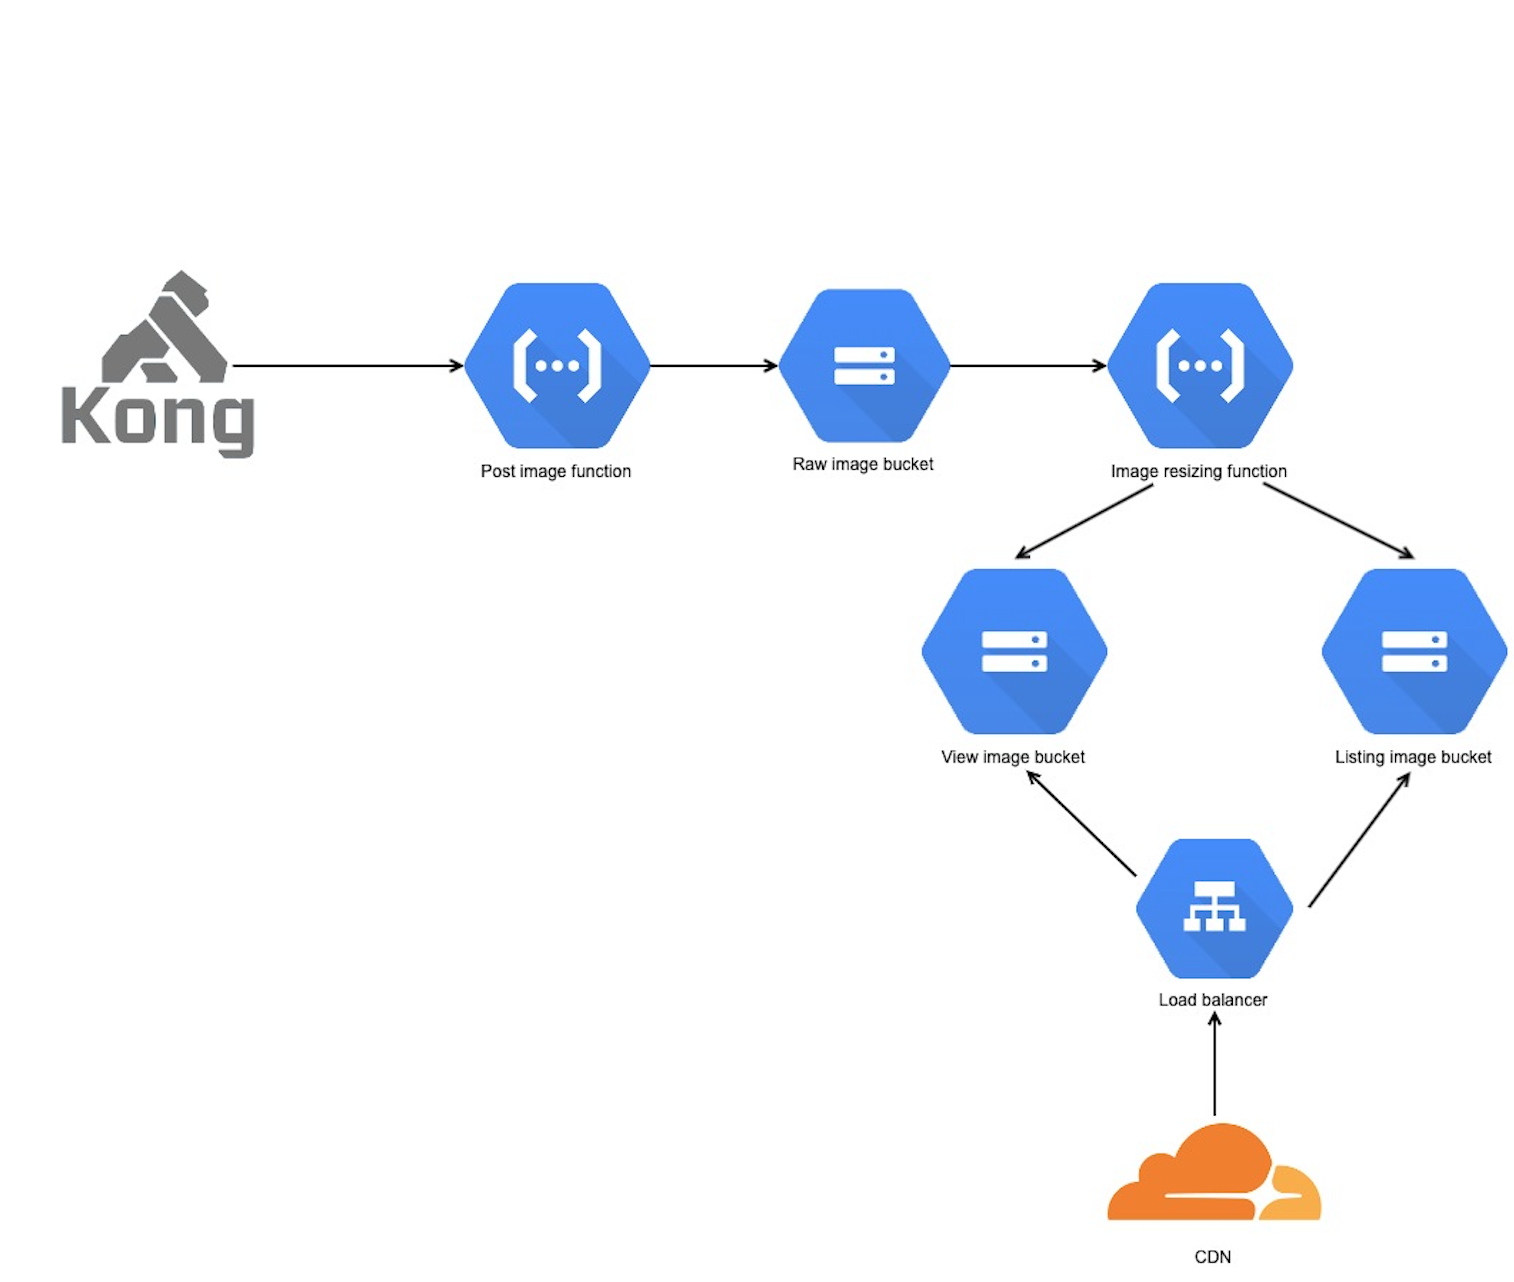 Kong
Post image function
Raw image bucket
Image resizing function
View image bucket
Listing image bucket
Load balancer
CDN